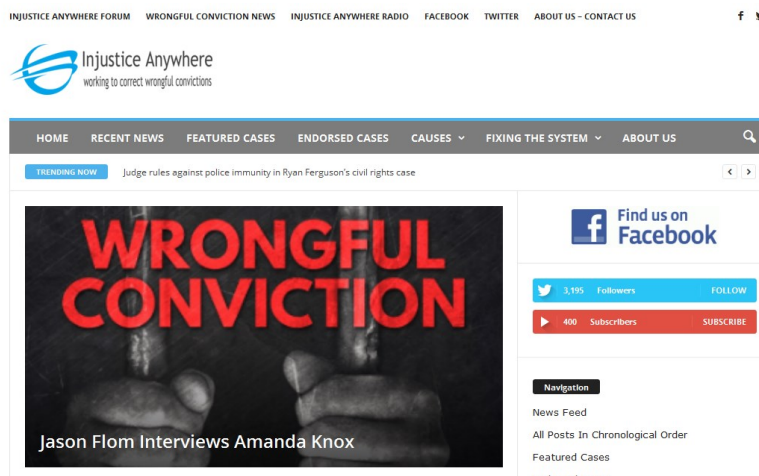 INJUSTICE ANYWHERE FORUM WRONGFUL CONVICTION NEWS INJUSTICE ANYWHERE RADIO FACEBOOK TWITTER ABOUT US – CONTACT US
Injustice Anywhere
working to correct wrongful convictions
HOME RECENT NEWS FEATURED CASES ENDORSED CASES CAUSES FIXING THE SYSTEM ABOUT US
TRENDING NOW Judge rules against police immunity in Ryan Ferguson's civil rights case
WRONGFUL
CONVICTION
Jason Flom Interviews Amanda Knox
Find us on
Facebook
3,195 Followers FOLLOW
400 Subscribers SUBSCRIBE
Navigation
News Feed
All Posts In Chronological Order
Featured Cases